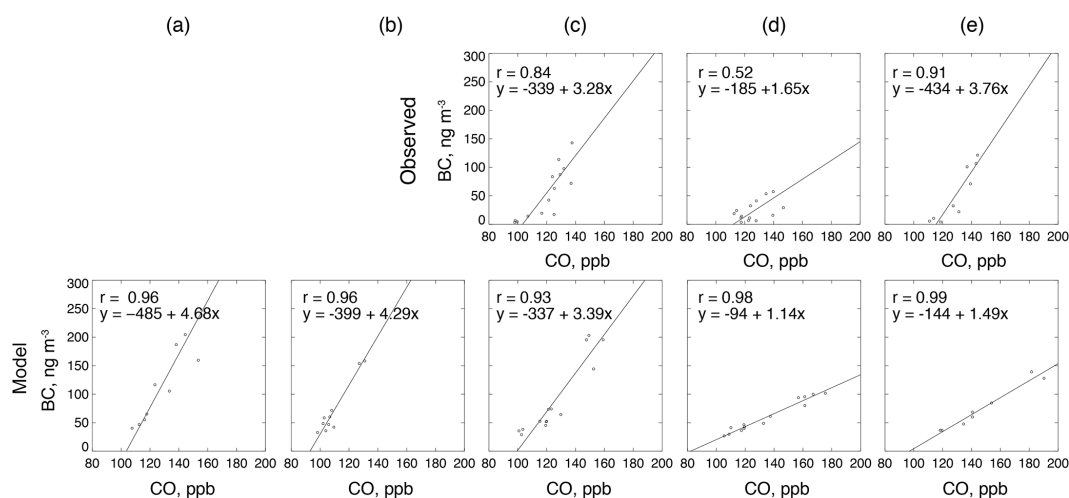 (a) (b) (c) (d) (e)
Observed
BC, ng m-3
300
250
200
150
100
50
0
r = 0.84
y = -339 + 3.28x
r = 0.52
y = -185 +1.65x
r = 0.91
y = -434 + 3.76x
80 100 120 140 160 180 200
80 100 120 140 160 180 200
80 100 120 140 160 180 200
CO, ppb
CO, ppb
CO, ppb
Model
BC, ng m-3
300
250
200
150
100
50
0
r = 0.96
y = −485 + 4.68x
r = 0.96
y = -399 + 4.29x
r = 0.93
y = -337 + 3.39x
r = 0.98
y = -94 + 1.14x
r = 0.99
y = -144 + 1.49x
80 100 120 140 160 180 200
80 100 120 140 160 180 200
80 100 120 140 160 180 200
80 100 120 140 160 180 200
80 100 120 140 160 180 200
CO, ppb
CO, ppb
CO, ppb
CO, ppb
CO, ppb